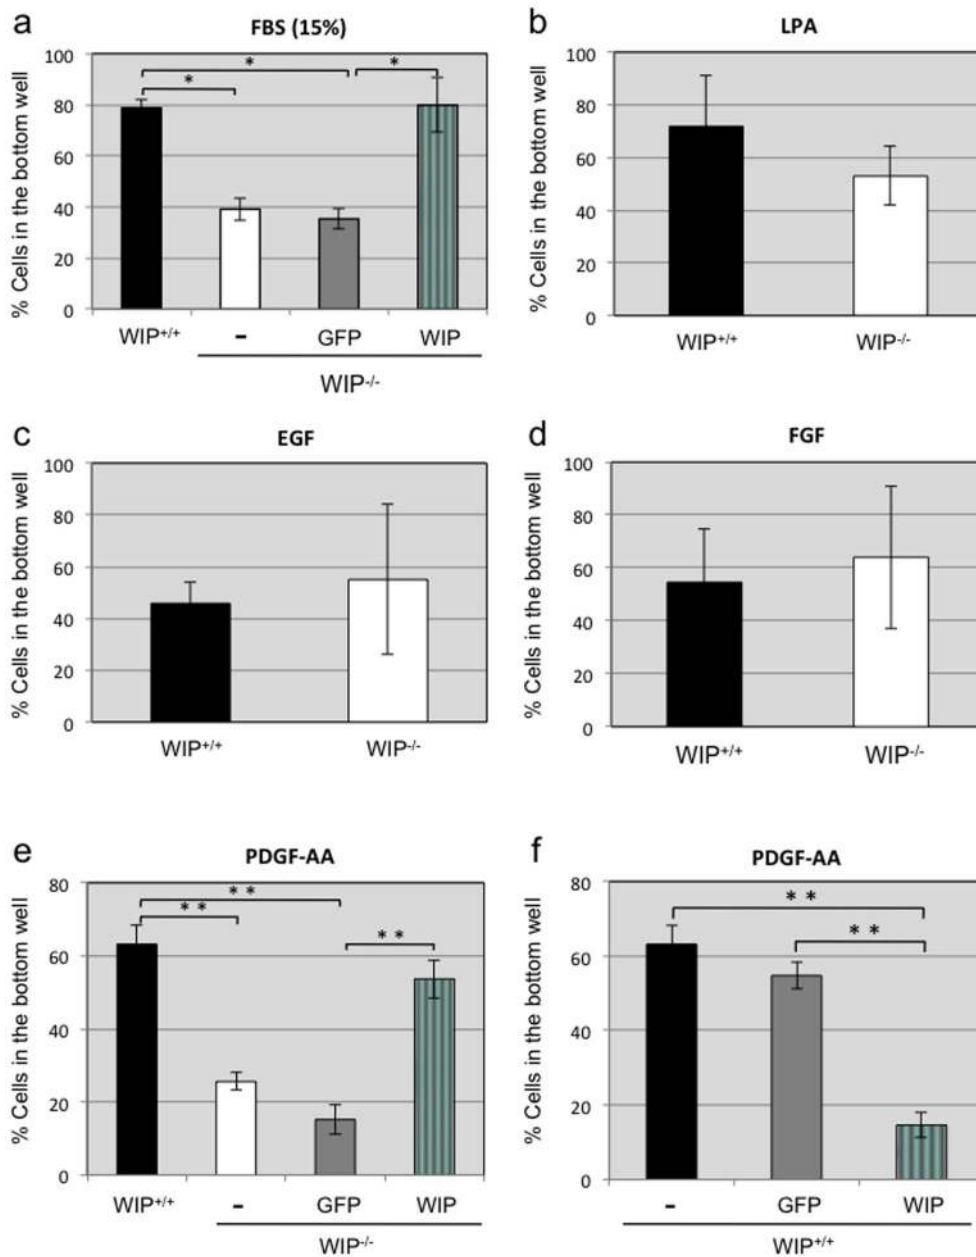 a
FBS (15%)
% Cells in the bottom well
100
80
60
40
20
0
*
*
*
WIP+/+
-
GFP
WIP
WIP-/-
b
LPA
% Cells in the bottom well
100
80
60
40
20
0
WIP+/+
WIP-/-
c
EGF
% Cells in the bottom well
100
80
60
40
20
0
WIP+/+
WIP-/-
d
FGF
% Cells in the bottom well
100
80
60
40
20
0
WIP+/+
WIP-/-
e
PDGF-AA
% Cells in the bottom well
80
60
40
20
0
* *
* *
* *
WIP+/+
-
GFP
WIP
WIP-/-
f
PDGF-AA
% Cells in the bottom well
80
60
40
20
0
* *
* *
-
GFP
WIP
WIP+/+